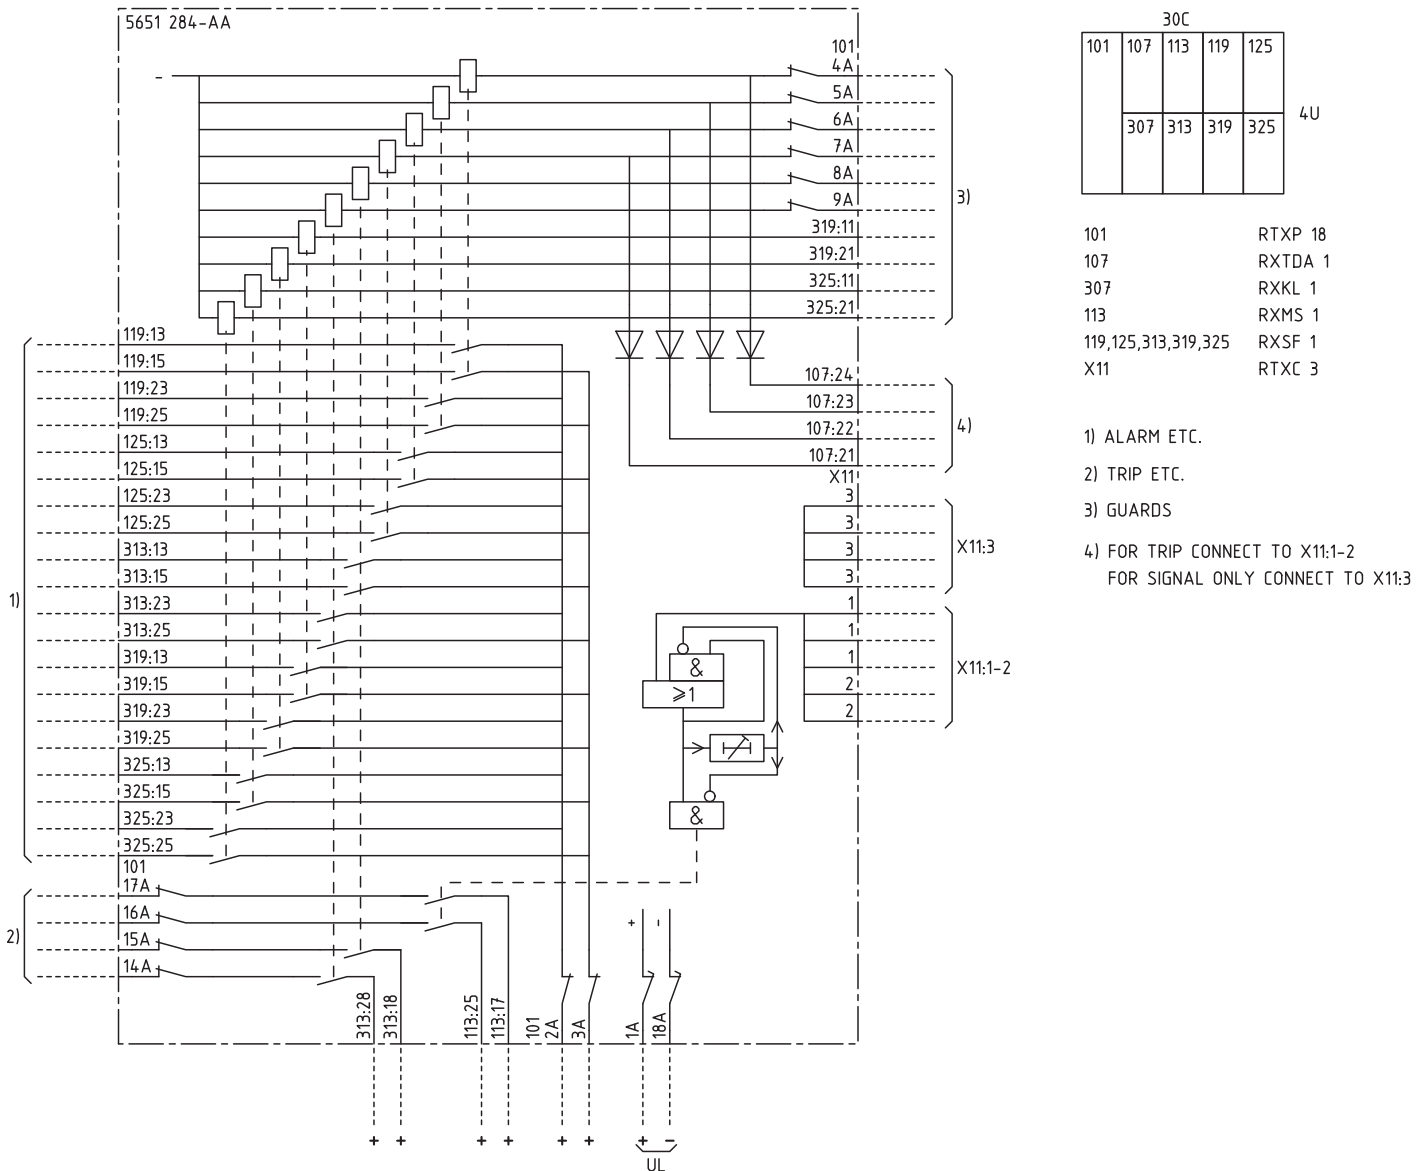 5651 284-AA
-
101
4A
5A
6A
7A
8A
9A
319:11
319:21
325:11
325:21
3)
119:13
119:15
119:23
119:25
125:13
125:15
125:23
125:25
313:13
313:15
313:23
313:25
319:13
319:15
319:23
319:25
325:13
325:15
325:23
325:25
1)
101
17A
16A
15A
14A
2)
107:24
107:23
107:22
107:21
4)
X11
3
3
3
3
X11:3
1
1
1
2
2
X11:1-2
&
≥1
&
+ -
313:28
313:18
113:25
113:17
101
2A
3A
1A
18A
+ + + + + + + -
UL
30C
101 107 113 119 125
307 313 319 325
4U
101 RTXP 18
107 RXTDA 1
307 RXKL 1
113 RXMS 1
119,125,313,319,325 RXSF 1
X11 RTXC 3
1) ALARM ETC.
2) TRIP ETC.
3) GUARDS
4) FOR TRIP CONNECT TO X11:1-2
FOR SIGNAL ONLY CONNECT TO X11:3